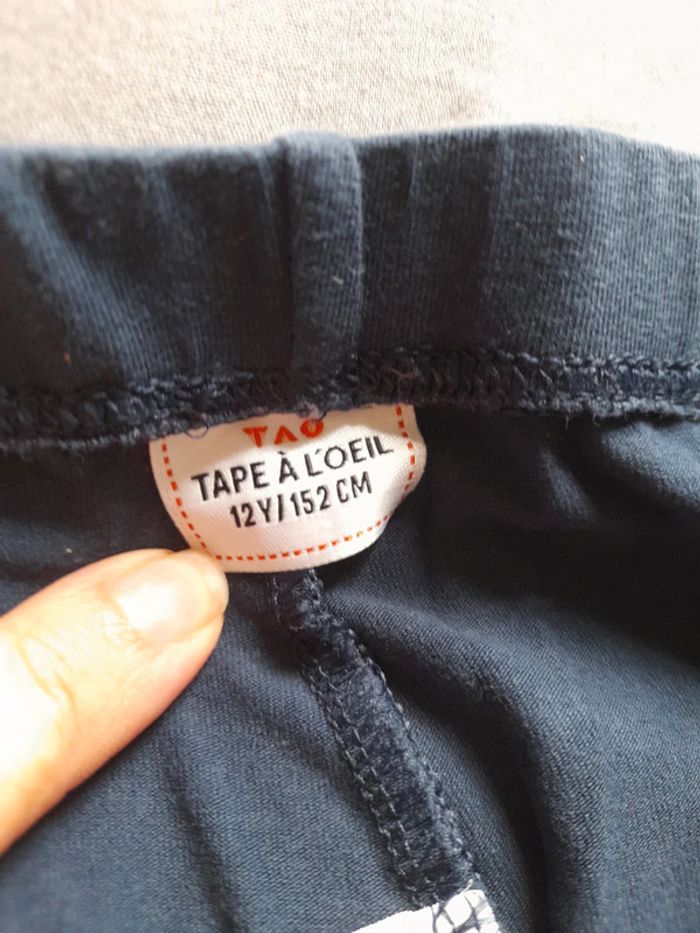 TAO
TAPE À L'OEIL
12Y/152 CM